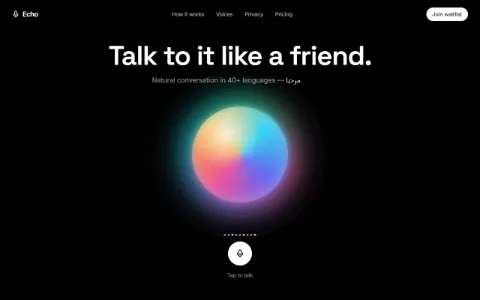 Echo
How it works
Voices
Privacy
Pricing
Join waitlist
Talk to it like a friend.
Natural conversation in 40+ languages — مرحبا
Tap to talk